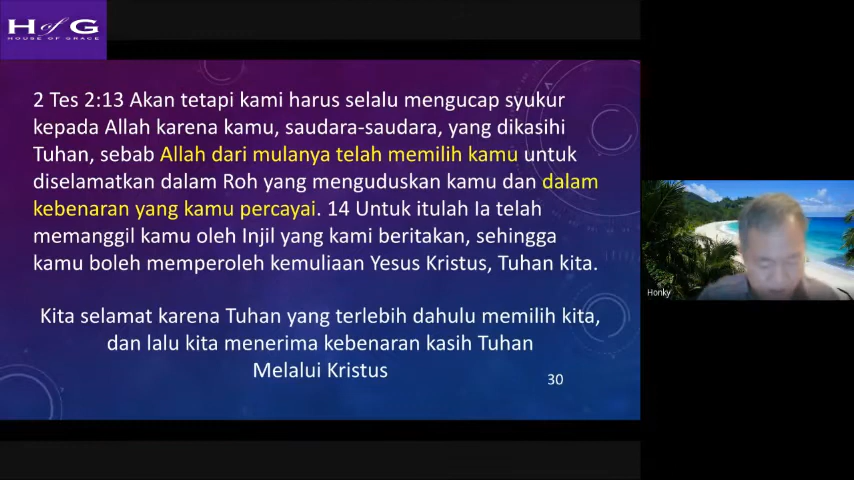 H of G
HOUSE OF GRACE
2 Tes 2:13 Akan tetapi kami harus selalu mengucap syukur
kepada Allah karena kamu, saudara-saudara, yang dikasihi
Tuhan, sebab Allah dari mulanya telah memilih kamu untuk
diselamatkan dalam Roh yang menguduskan kamu dan dalam
kebenaran yang kamu percayai. 14 Untuk itulah Ia telah
memanggil kamu oleh Injil yang kami beritakan, sehingga
kamu boleh memperoleh kemuliaan Yesus Kristus, Tuhan kita.
Kita selamat karena Tuhan yang terlebih dahulu memilih kita,
dan lalu kita menerima kebenaran kasih Tuhan
Melalui Kristus
30
Honky